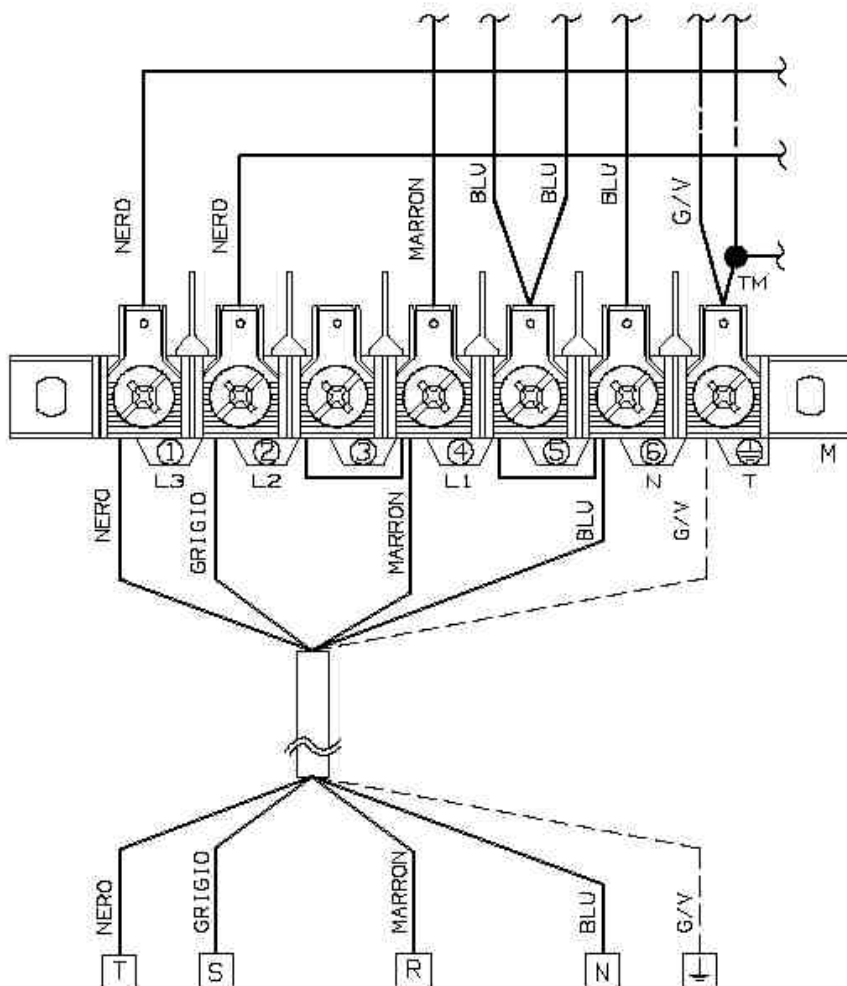 NERO
NERO
MARRON
BLU
BLU
BLU
G/V
TM
1 2 3 4 5 6 M
L3 L2 L1 N T
NERO
GRIGIO
MARRON
BLU
G/V
NERO
GRIGIO
MARRON
BLU
G/V
T S R N